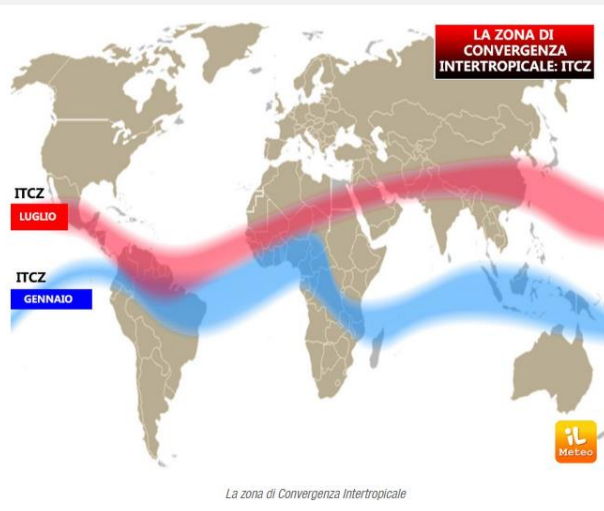 LA ZONA DI
CONVERGENZA
INTERTROPICALE: ITCZ
ITCZ
LUGLIO
ITCZ
GENNAIO
iL
Meteo
La zona di Convergenza Intertropicale